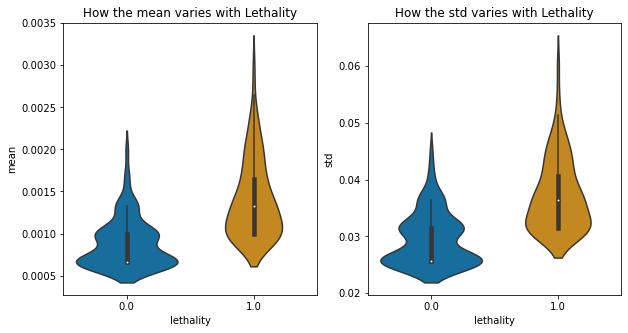 How the mean varies with Lethality
mean
0.0035
0.0030
0.0025
0.0020
0.0015
0.0010
0.0005
0.0
1.0
lethality
How the std varies with Lethality
std
0.06
0.05
0.04
0.03
0.02
0.0
1.0
lethality